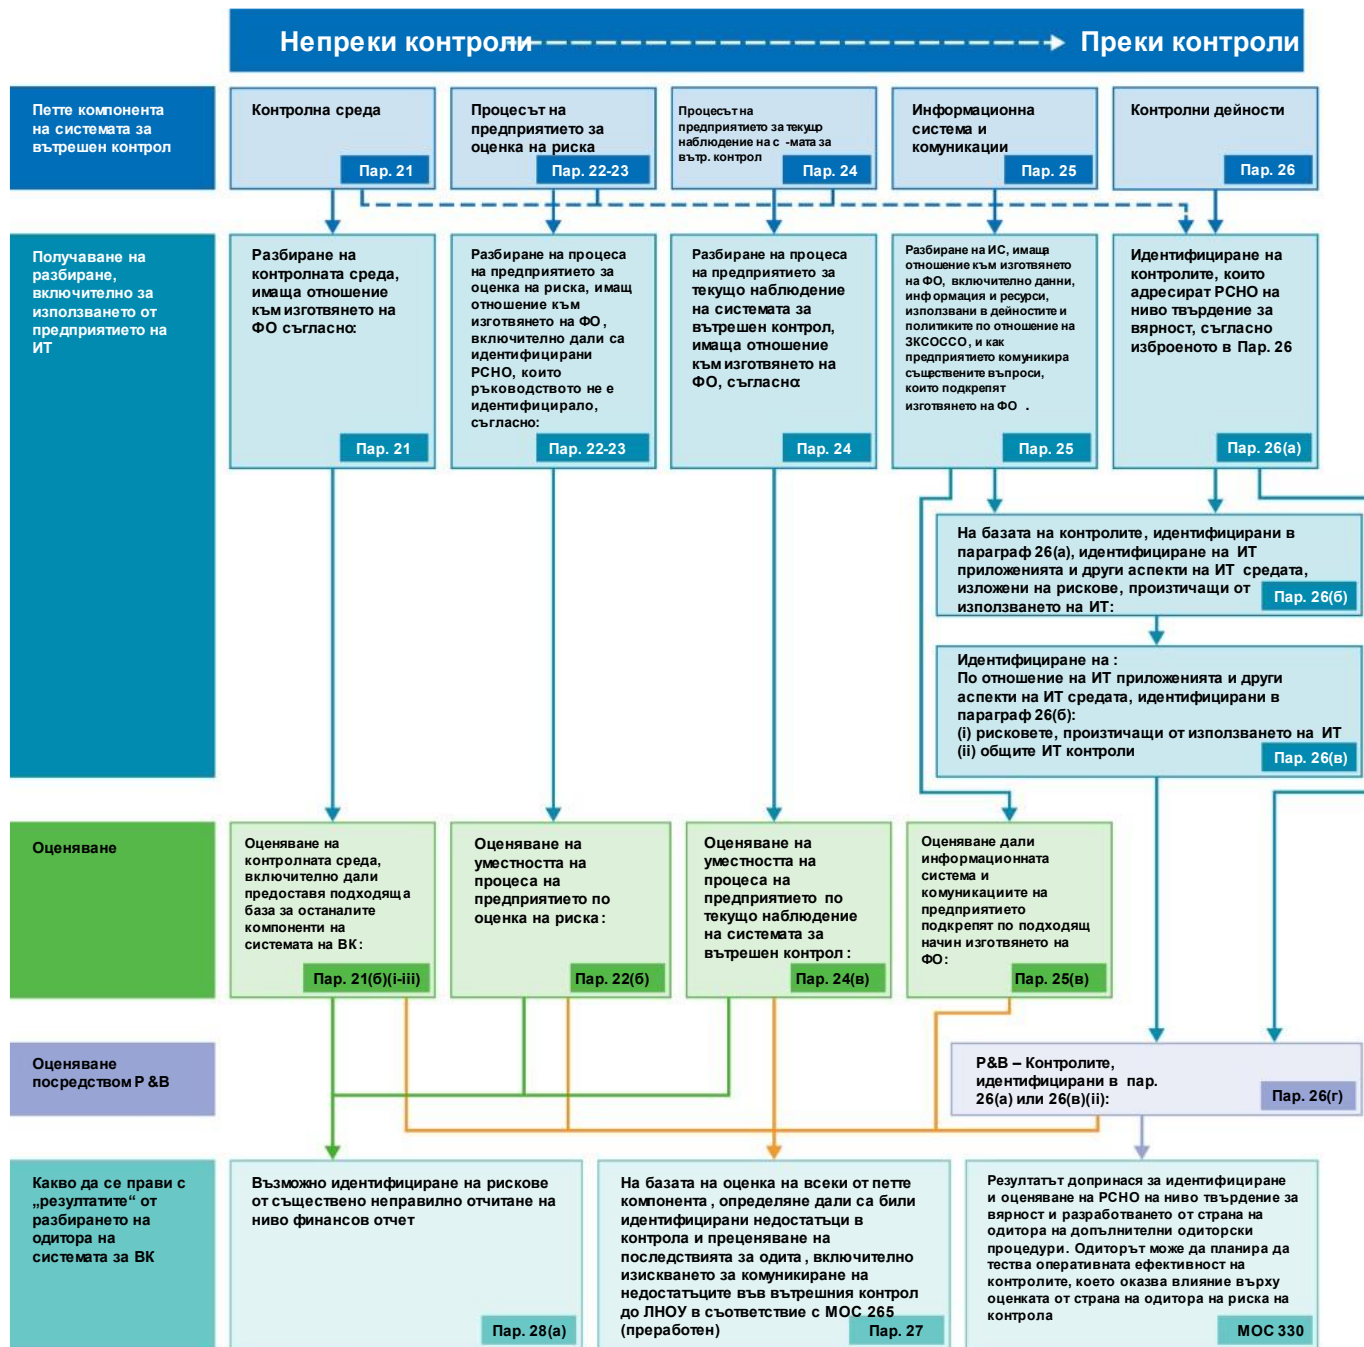 Непреки контроли
Преки контроли
Петте компонента
на системата за
вътрешен контрол
Контролна среда
Пар. 21
Процесът на
предприятието за
оценка на риска
Пар. 22-23
Процесът на
предприятието за текущо
наблюдение на с -мата за
вътр. контрол
Пар. 24
Информационна
система и
комуникации
Пар. 25
Контролни дейности
Пар. 26
Получаване на
разбиране,
включително за
използването от
предприятието на
ИТ
Разбиране на
контролната среда,
имаща отношение
към изготвянето на
ФО съгласно:
Пар. 21
Разбиране на процеса
на предприятието за
оценка на риска, имащ
отношение към
изготвянето на ФО,
включително дали са
идентифицирани
РСНО, които
ръководството не е
идентифицирало,
съгласно:
Пар. 22-23
Разбиране на процеса
на предприятието за
текущо наблюдение
на системата за
вътрешен контрол,
имаща отношение
към изготвянето на
ФО, съгласно:
Пар. 24
Разбиране на ИС, имаща
отношение към изготвянето
на ФО, включително данни,
информация и ресурси,
използвани в дейностите и
политиките по отношение на
ЗКСОССО, и как
предприятието комуникира
съществените въпроси,
които подкрепят
изготвянето на ФО .
Пар. 25
Идентифициране на
контролите, които
адресират РСНО на
ниво твърдение за
вярност, съгласно
изброеното в Пар. 26
Пар. 26(а)
На базата на контролите, идентифицирани в
параграф 26(а), идентифициране на ИТ
приложенията и други аспекти на ИТ средата,
изложени на рискове, произтичащи от
използването на ИТ:
Пар. 26(б)
Идентифициране на :
По отношение на ИТ приложенията и други
аспекти на ИТ средата, идентифицирани в
параграф 26(б):
(i) рисковете, произтичащи от използването на ИТ
(ii) общите ИТ контроли
Пар. 26(в)
Оценяване
Оценяване на
контролната среда,
включително дали
предоставя подходяща
база за останалите
компоненти на
системата на ВК:
Пар. 21(б)(i-iii)
Оценяване на
уместността на
процеса на
предприятието по
оценка на риска:
Пар. 22(б)
Оценяване на
уместността на
процеса на
предприятието по
текущо наблюдение
на системата за
вътрешен контрол :
Пар. 24(в)
Оценяване дали
информационната
система и
комуникациите на
предприятието
подкрепят по подходящ
начин изготвянето на
ФО:
Пар. 25(в)
Оценяване
посредством P &B
P&B – Контролите,
идентифицирани в пар.
26(а) или 26(в)(ii):
Пар. 26(г)
Какво да се прави с
„резултатите“ от
разбирането на
одитора на
системата за ВК
Възможно идентифициране на рискове
от съществено неправилно отчитане на
ниво финансов отчет
Пар. 28(а)
На базата на оценка на всеки от петте
компонента , определяне дали са били
идентифицирани недостатъци в
контрола и преценяване на
последствията за одита , включително
изискването за комуникиране на
недостатъците във вътрешния контрол
до ЛНОУ в съответствие с МОС 265
(преработен)
Пар. 27
Резултатът допринася за идентифициране
и оценяване на РСНО на ниво твърдение за
вярност и разработването от страна на
одитора на допълнителни одиторски
процедури. Одиторът може да планира да
тества оперативната ефективност на
контролите, което оказва влияние върху
оценката от страна на одитора на риска на
контрола
МОС 330